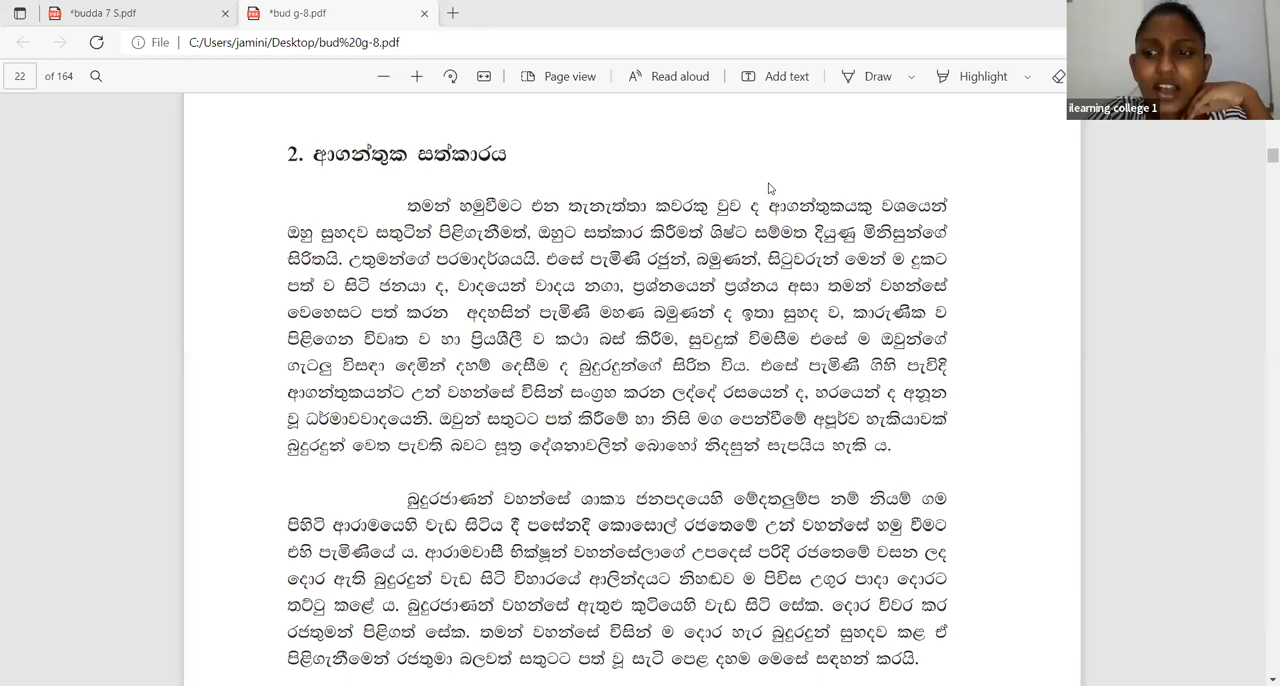 *budda 7 S.pdf
*bud g-8.pdf
File C:/Users/jamini/Desktop/bud%20g-8.pdf
22 of 164 Page view Read aloud Add text Draw Highlight
ilearning college 1
2. ආගන්තුක සත්කාරය
තමන් හමුවීමට එන තැනැත්තා කවරකු වුව ද ආගන්තුකයකු වශයෙන්
ඔහු සුහදව සතුටින් පිළිගැනීමත්, ඔහුට සත්කාර කිරීමත් ශිෂ්ට සම්මත දියුණු මිනිසුන්ගේ
සිරිතයි. උතුමන්ගේ පරමාදර්ශයයි. එසේ පැමිණි රජුන්, බමුණන්, සිටුවරුන් මෙන් ම දුකට
පත් ව සිටි ජනයා ද, වාදයෙන් වාදය නගා, ප්‍රශ්නයෙන් ප්‍රශ්නය අසා තමන් වහන්සේ
වෙහෙසට පත් කරන අදහසින් පැමිණි මහණ බමුණන් ද ඉතා සුහද ව, කාරුණික ව
පිළිගෙන විවෘත ව හා ප්‍රියශීලී ව කථා බස් කිරීම, සුවදුක් විමසීම එසේ ම ඔවුන්ගේ
ගැටලු විසඳා දෙමින් දහම් දෙසීම ද බුදුරදුන්ගේ සිරිත විය. එසේ පැමිණි ගිහි පැවිදි
ආගන්තුකයන්ට උන් වහන්සේ විසින් සංග්‍රහ කරන ලද්දේ රසයෙන් ද, හරයෙන් ද අනූන
වූ ධර්මාවවාදයෙනි. ඔවුන් සතුටට පත් කිරීමේ හා නිසි මග පෙන්වීමේ අපූර්ව හැකියාවක්
බුදුරදුන් වෙත පැවති බවට සූත්‍ර දේශනාවලින් බොහෝ නිදසුන් සැපයිය හැකි ය.
බුදුරජාණන් වහන්සේ ශාක්‍ය ජනපදයෙහි මේදතලුම්ප නම් නියම් ගම
පිහිටි ආරාමයෙහි වැඩ සිටිය දී පසේනදි කොසොල් රජතෙමේ උන් වහන්සේ හමු වීමට
එහි පැමිණියේ ය. ආරාමවාසී භික්ෂූන් වහන්සේලාගේ උපදෙස් පරිදි රජතෙමේ වසන ලද
දොර ඇති බුදුරදුන් වැඩ සිටි විහාරයේ ආලින්දයට නිහඬව ම පිවිස උගුර පාදා දොරට
තට්ටු කළේ ය. බුදුරජාණන් වහන්සේ ඇතුළු කුටියෙහි වැඩ සිටි සේක. දොර විවර කර
රජතුමන් පිළිගත් සේක. තමන් වහන්සේ විසින් ම දොර හැර බුදුරදුන් සුහදව කළ ඒ
පිළිගැනීමෙන් රජතුමා බලවත් සතුටට පත් වූ සැටි පෙළ දහම මෙසේ සඳහන් කරයි.